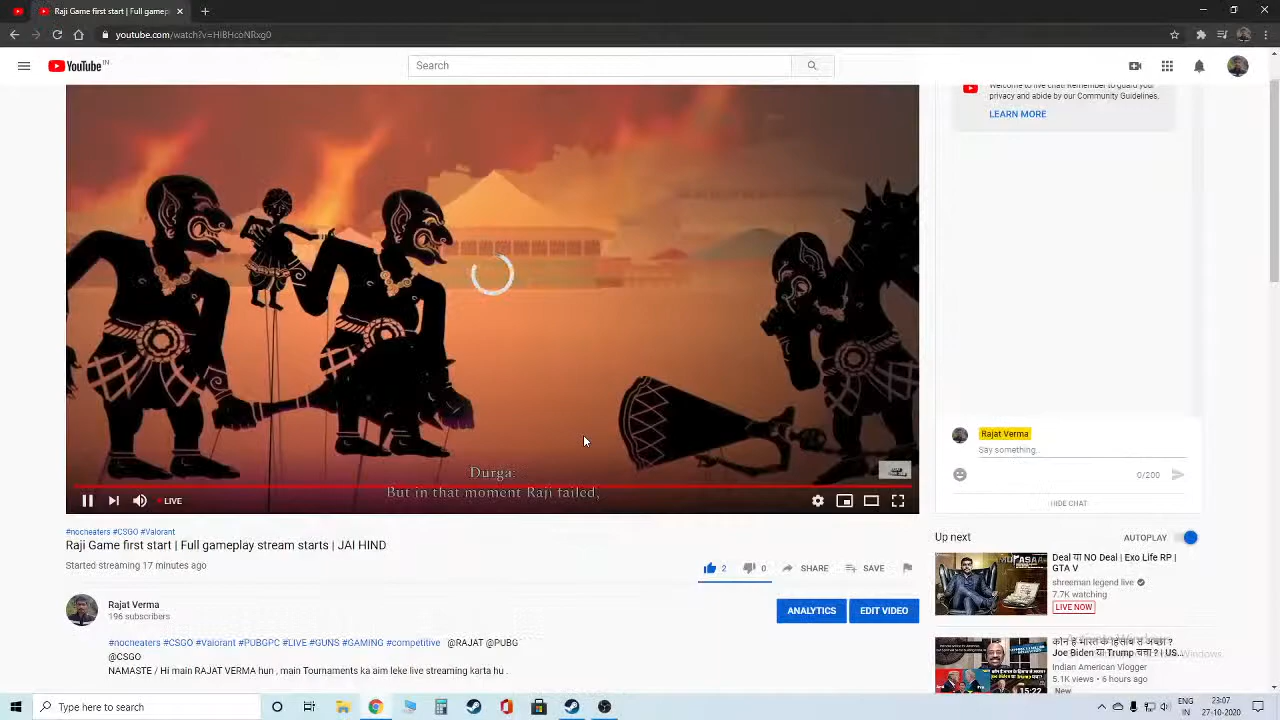 Raji Game first start | Full gamep
youtube.com/watch?v=HIBHcoNRxg0
YouTube IN
Search
Welcome to live chat! Remember to guard your
privacy and abide by our Community Guidelines.
LEARN MORE
Durga:
But in that moment Raji failed,
LIVE
Rajat Verma
Say something.
0/200
HIDE CHAT
#nocheaters #CSGO #Valorant
Raji Game first start | Full gameplay stream starts | JAI HIND
Started streaming 17 minutes ago
2
0
SHARE
SAVE
Rajat Verma
196 subscribers
ANALYTICS
EDIT VIDEO
#nocheaters #CSGO #Valorant #PUBGPC #LIVE #GUNS #GAMING #competitive @RAJAT @PUBG
@CSGO
NAMASTE / Hi main RAJAT VERMA hun , main Tournaments ka aim leke live streaming karta hu .
Up next
AUTOPLAY
Deal या NO Deal | Exo Life RP |
GTA V
shreeman legend live
7.7K watching
LIVE NOW
Joe Biden या Trump चचा ? | US...
Indian American Vlogger
5.1K views • 6 hours ago
New
15:22
Type here to search
ENG
IN
23:07
27-10-2020